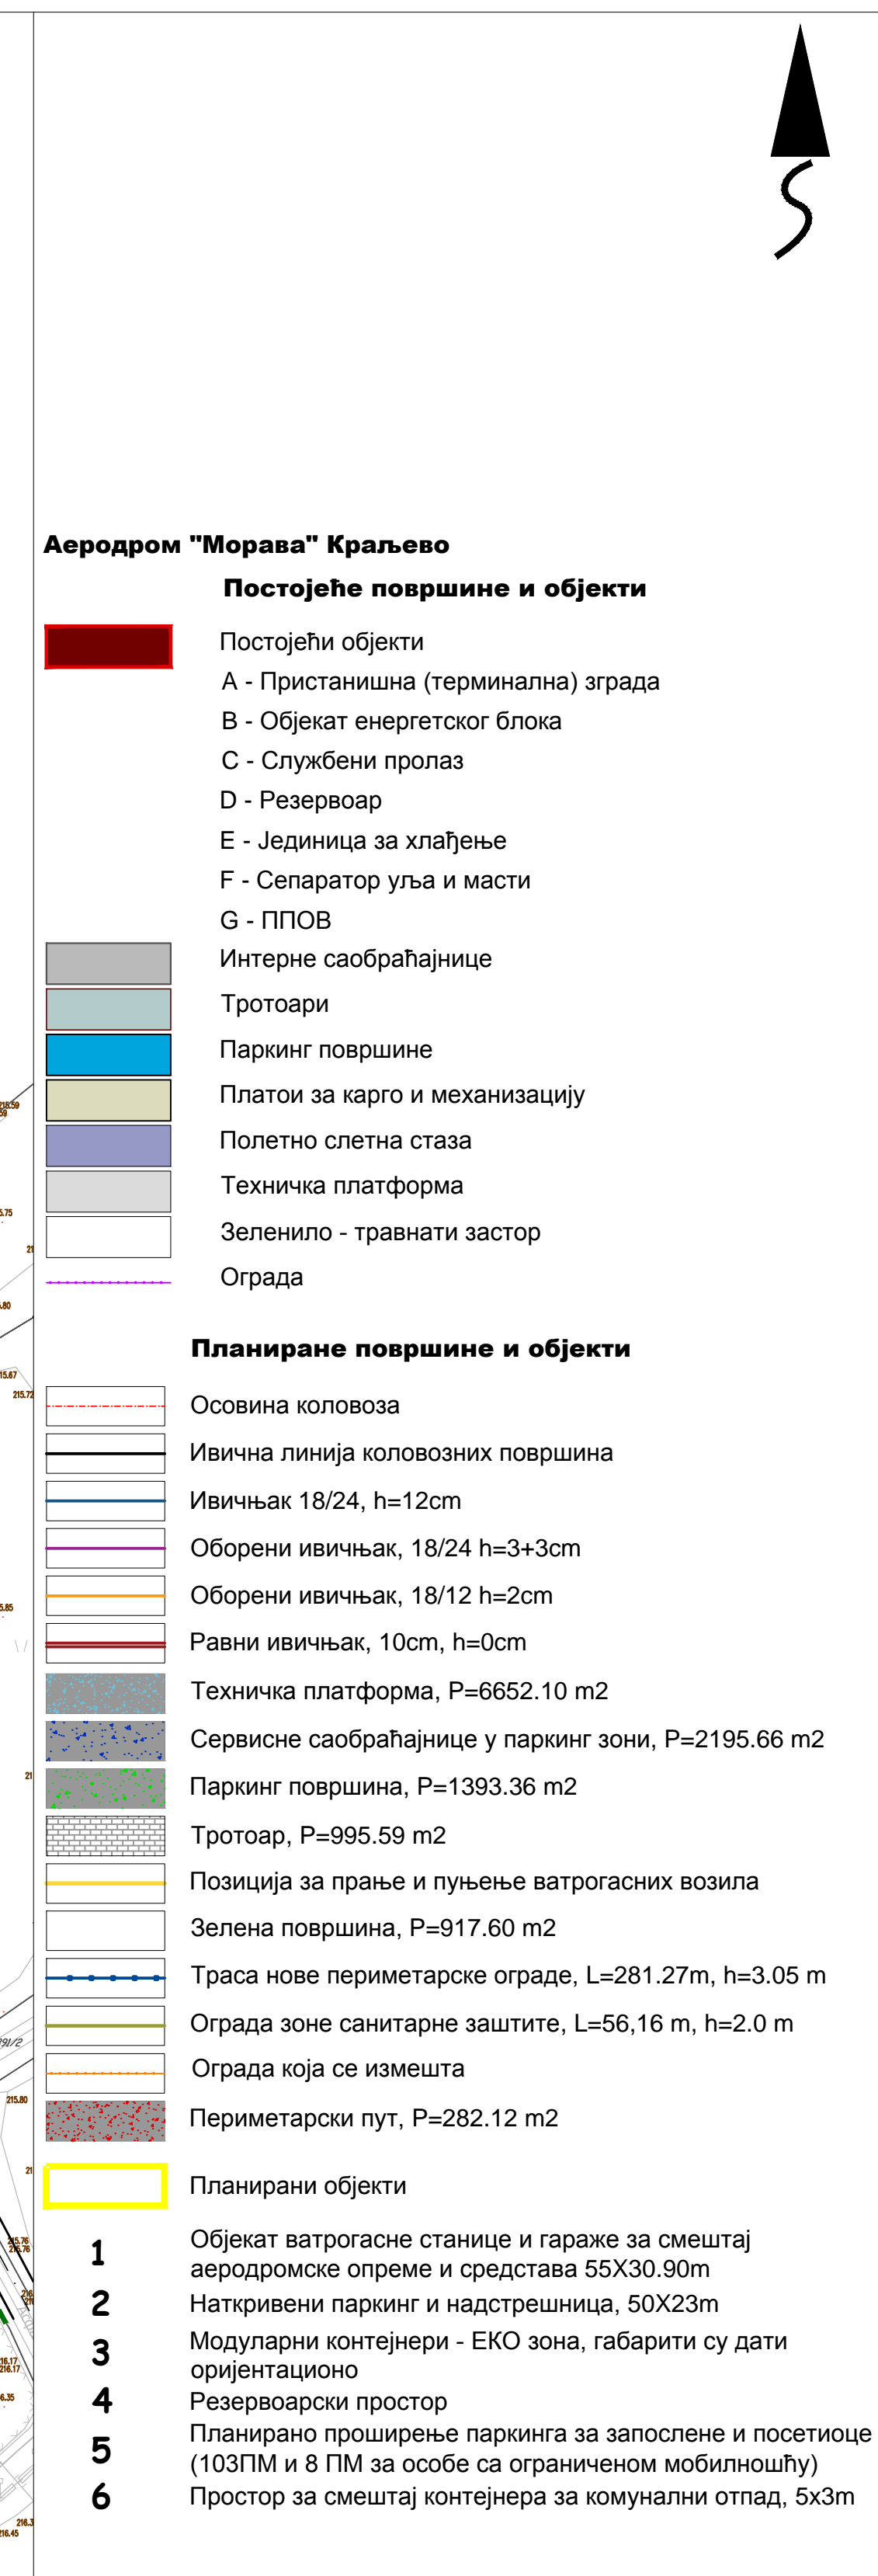 Аеродром "Морава" Краљево
Постојеће површине и објекти
Постојећи објекти
A - Пристанишна (терминална) зграда
B - Објекат енергетског блока
C - Службени пролаз
D - Резервоар
E - Јединица за хлађење
F - Сепаратор уља и масти
G - ППОВ
Интерне саобраћајнице
Тротоари
Паркинг површине
Платои за карго и механизацију
Полетно слетна стаза
Техничка платформа
Зеленило - травнати застор
Ограда
Планиране површине и објекти
Осовина коловоза
Ивична линија коловозних површина
Ивичњак 18/24, h=12cm
Оборени ивичњак, 18/24 h=3+3cm
Оборени ивичњак, 18/12 h=2cm
Равни ивичњак, 10cm, h=0cm
Техничка платформа, P=6652.10 m2
Сервисне саобраћајнице у паркинг зони, P=2195.66 m2
Паркинг површина, P=1393.36 m2
Тротоар, P=995.59 m2
Позиција за прање и пуњење ватрогасних возила
Зелена површина, P=917.60 m2
Траса нове периметарске ограде, L=281.27m, h=3.05 m
Ограда зоне санитарне заштите, L=56,16 m, h=2.0 m
Ограда која се измешта
Периметарски пут, P=282.12 m2
Планирани објекти
1 Објекат ватрогасне станице и гараже за смештај
аеродромске опреме и средстава 55X30.90m
2 Наткривени паркинг и надстрешница, 50X23m
3 Модуларни контејнери - ЕКО зона, габарити су дати
оријентационо
4 Резервоарски простор
5 Планирано проширење паркинга за запослене и посетиоце
(103ПМ и 8 ПМ за особе са ограниченом мобилношћу)
6 Простор за смештај контејнера за комунални отпад, 5x3m
215.72
215.80